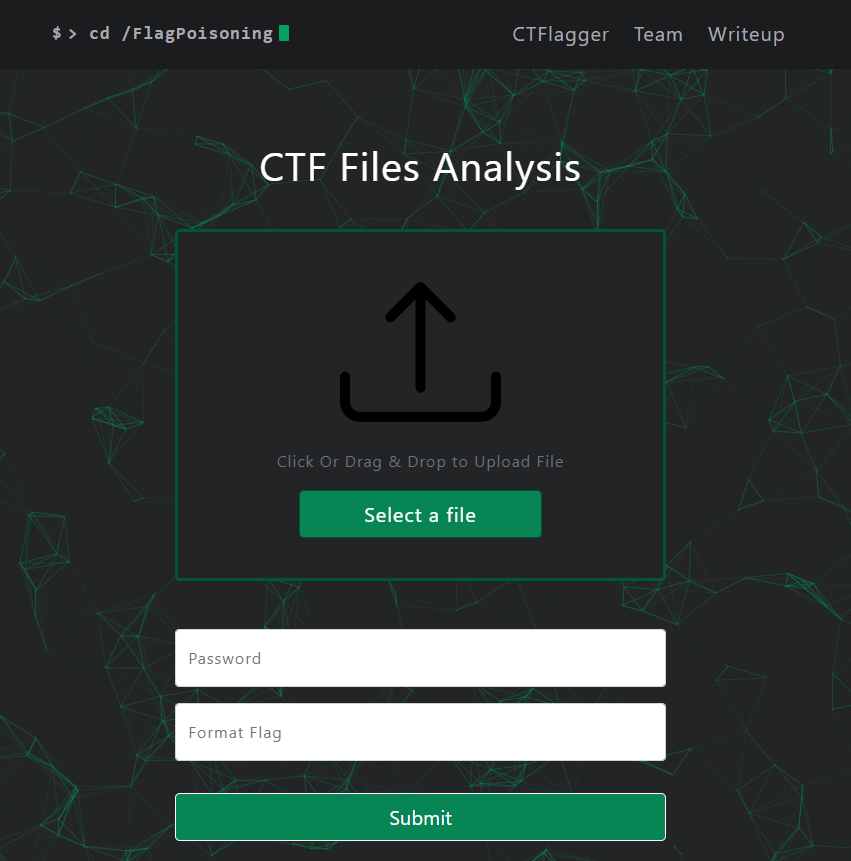 $ > cd /FlagPoisoning
CTFlagger Team Writeup
CTF Files Analysis
Click Or Drag & Drop to Upload File
Select a file
Password
Format Flag
Submit